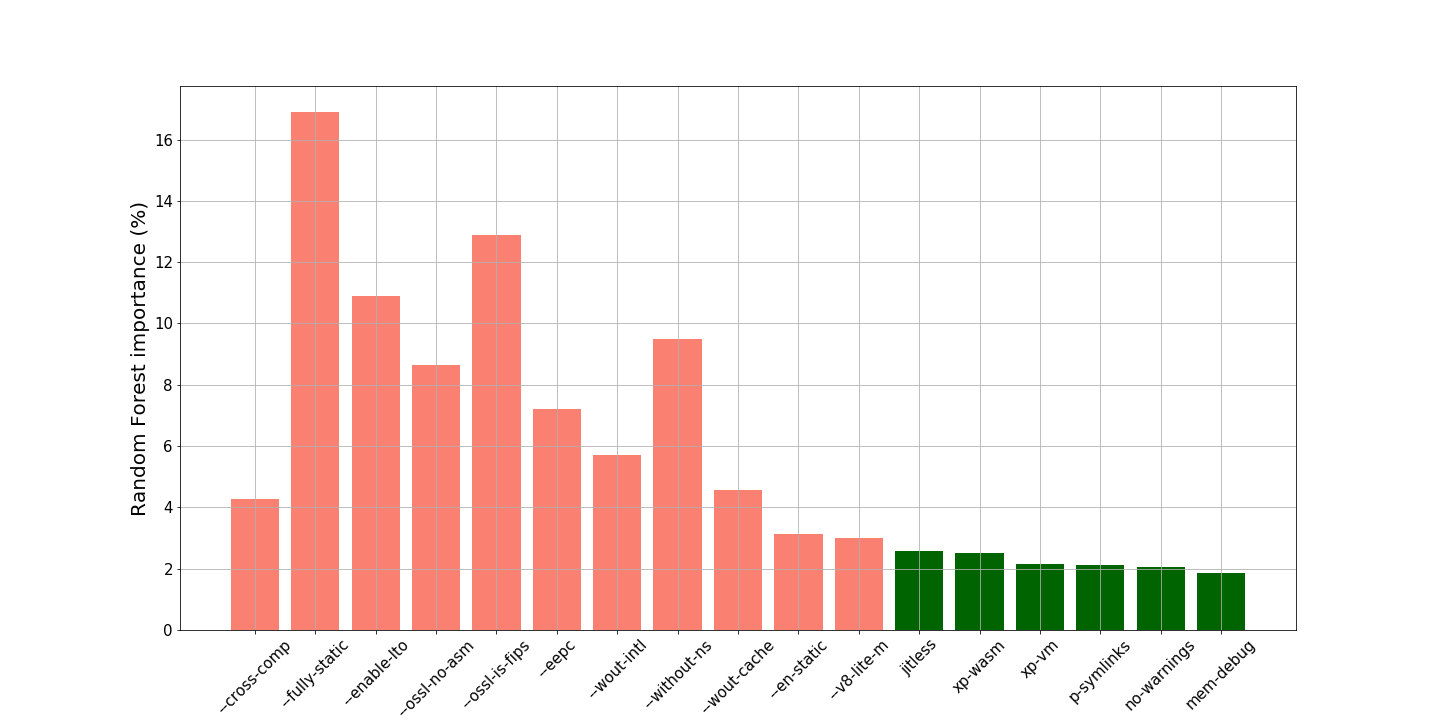 Random Forest importance (%)
16
14
12
10
8
6
4
2
0
--cross-comp
--fully-static
--enable-lto
--ossl-no-asm
--ossl-is-fips
--eepc
--wout-intl
--without-ns
--wout-cache
--en-static
--v8-lite-m
jitless
xp-wasm
xp-vm
p-symlinks
no-warnings
mem-debug